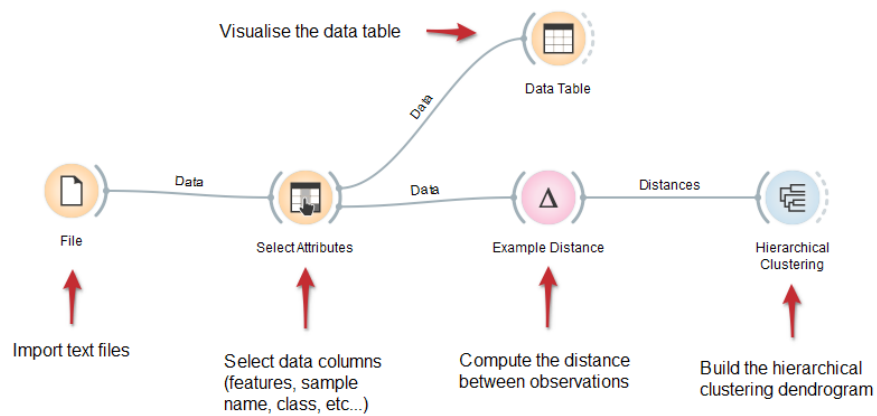 Visualise the data table
Data Table
Data
Data
Data
Distances
File
Select Attributes
Example Distance
Hierarchical
Clustering
Δ
Import text files
Select data columns
(features, sample
name, class, etc...)
Compute the distance
between observations
Build the hierarchical
clustering dendrogram